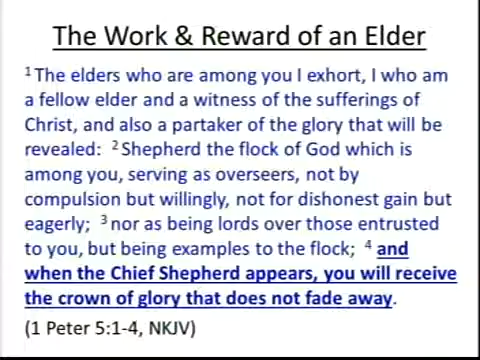 The Work & Reward of an Elder
¹ The elders who are among you I exhort, I who am
a fellow elder and a witness of the sufferings of
Christ, and also a partaker of the glory that will be
revealed: ² Shepherd the flock of God which is
among you, serving as overseers, not by
compulsion but willingly, not for dishonest gain but
eagerly; ³ nor as being lords over those entrusted
to you, but being examples to the flock; ⁴ and
when the Chief Shepherd appears, you will receive
the crown of glory that does not fade away.
(1 Peter 5:1-4, NKJV)